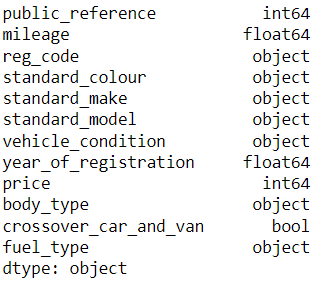 public_reference int64
mileage float64
reg_code object
standard_colour object
standard_make object
standard_model object
vehicle_condition object
year_of_registration float64
price int64
body_type object
crossover_car_and_van bool
fuel_type object
dtype: object